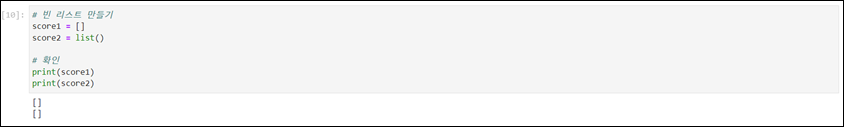 [10]: # 빈 리스트 만들기
score1 = []
score2 = list()
# 확인
print(score1)
print(score2)
[]
[]